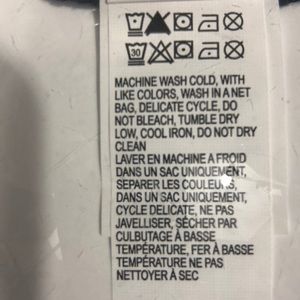 30
MACHINE WASH COLD, WITH
LIKE COLORS, WASH IN A NET
BAG, DELICATE CYCLE, DO
NOT BLEACH, TUMBLE DRY
LOW, COOL IRON, DO NOT DRY
CLEAN
LAVER EN MACHINE A FROID
DANS UN SAC UNIQUEMENT,
SEPARER LES COULEURS,
DANS UN SAC UNIQUEMENT,
CYCLE DELICATE, NE PAS
JAVELLISER, SÉCHER PAR
CULBUTAGE À BASSE
TEMPÉRATURE, FER À BASSE
TEMPÉRATURE NE PAS
NETTOYER À SEC